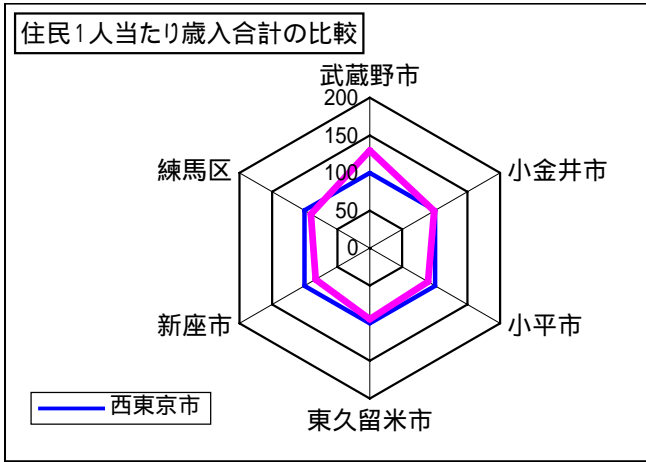 住民1人当たり歳入合計の比較
武蔵野市
200
150
100
50
0
練馬区
小金井市
新座市
小平市
東久留米市
西東京市